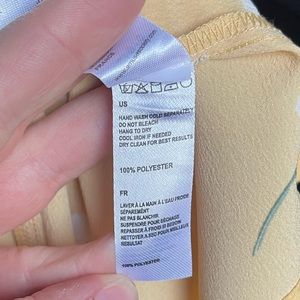 US
HAND WASH COLD SEPARATELY
DO NOT BLEACH
HANG TO DRY
COOL IRON IF NEEDED
DRY CLEAN FOR BEST RESULTS
100% POLYESTER
FR
LAVER À LA MAIN À L'EAU FROIDE
SÉPARÉMENT
NE PAS BLANCHIR
SUSPENDRE POUR SÉCHAGE
REPASSAGE À FROID SI BESOIN
NETTOYER À SEC POUR MEILLEUR
RESULTAT
100% POLYESTER